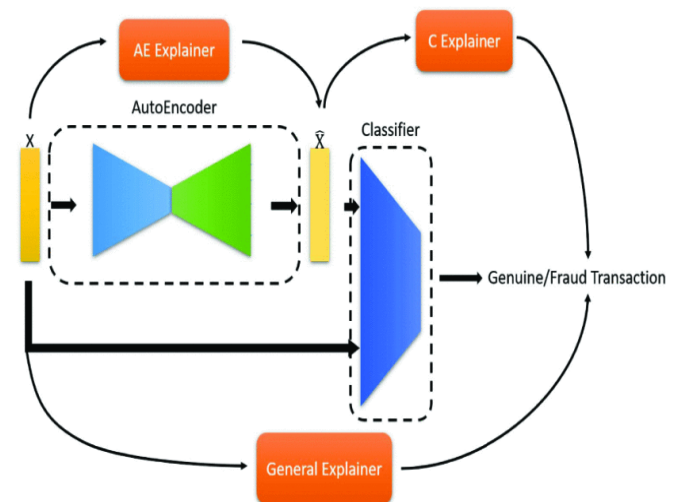 AE Explainer
C Explainer
AutoEncoder
Classifier
X
X̂
Genuine/Fraud Transaction
General Explainer